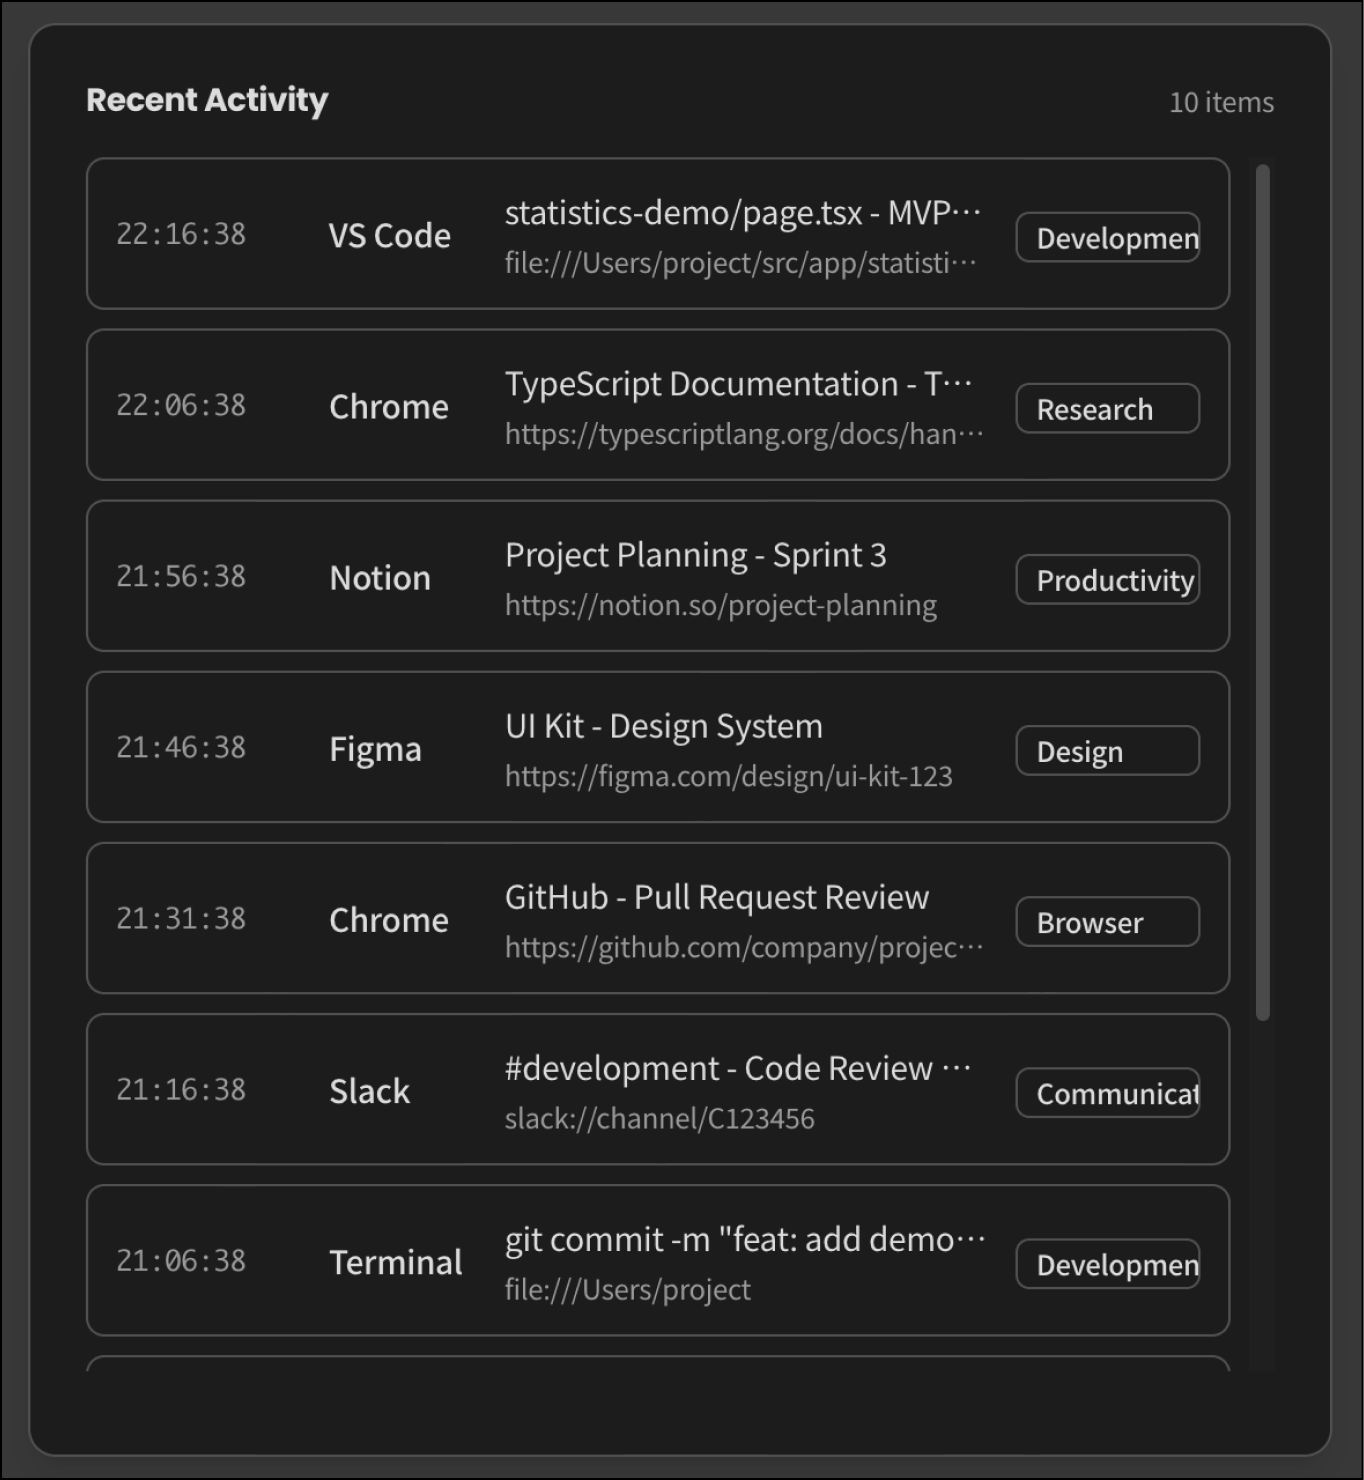 Recent Activity
10 items
22:16:38
VS Code
statistics-demo/page.tsx - MVP···
file:///Users/project/src/app/statisti···
Developmen
22:06:38
Chrome
TypeScript Documentation - T···
https://typescriptlang.org/docs/han···
Research
21:56:38
Notion
Project Planning - Sprint 3
https://notion.so/project-planning
Productivity
21:46:38
Figma
UI Kit - Design System
https://figma.com/design/ui-kit-123
Design
21:31:38
Chrome
GitHub - Pull Request Review
https://github.com/company/projec···
Browser
21:16:38
Slack
#development - Code Review ···
slack://channel/C123456
Communicat
21:06:38
Terminal
git commit -m "feat: add demo···
file:///Users/project
Developmen